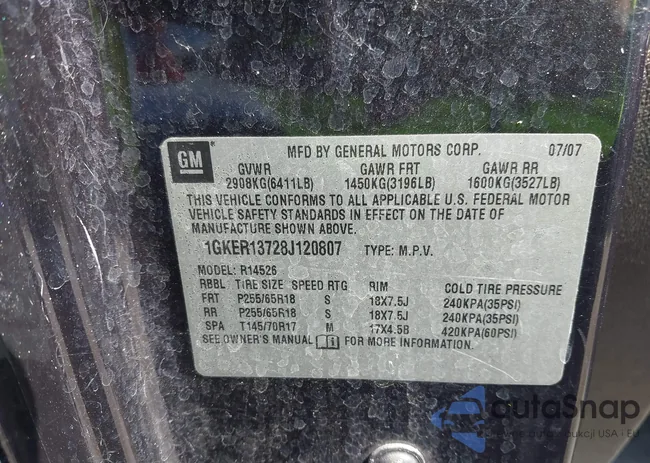 GM
MFD BY GENERAL MOTORS CORP. 07/07
GVWR GAWR FRT GAWR RR
2908KG(6411LB) 1450KG(3196LB) 1600KG(3527LB)
THIS VEHICLE CONFORMS TO ALL APPLICABLE U.S. FEDERAL MOTOR
VEHICLE SAFETY STANDARDS IN EFFECT ON THE DATE OF
MANUFACTURE SHOWN ABOVE.
1GKER13728J120807 TYPE: M.P.V.
MODEL: R14526
RBBL TIRE SIZE SPEED RTG RIM COLD TIRE PRESSURE
FRT P255/65R18 S 18X7.5J 240KPA(35PSI)
RR P255/65R18 S 18X7.5J 240KPA(35PSI)
SPA T145/70R17 M 17X4.5B 420KPA(60PSI)
SEE OWNER'S MANUAL FOR MORE INFORMATION.
autoSnap
aukcji USA - EU